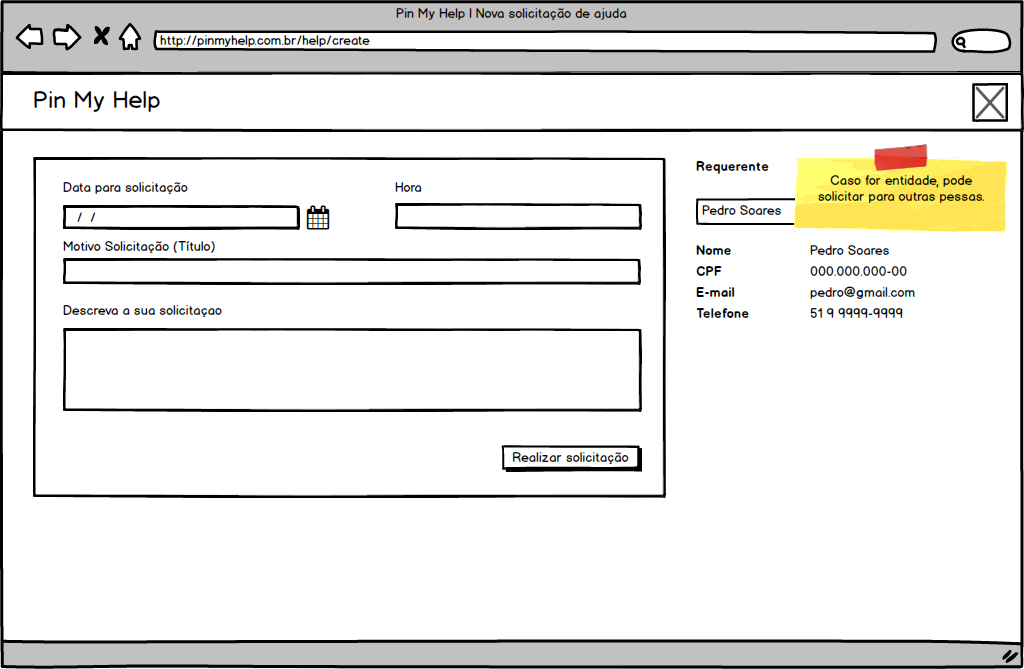 Pin My Help | Nova solicitação de ajuda
http://pinmyhelp.com.br/help/create
Pin My Help
Data para solicitação
Hora
/ /
Motivo Solicitação (Título)
Descreva a sua solicitaçao
Realizar solicitação
Requerente
Caso for entidade, pode
solicitar para outras pessas.
Pedro Soares
Nome Pedro Soares
CPF 000.000.000-00
E-mail pedro@gmail.com
Telefone 51 9 9999-9999